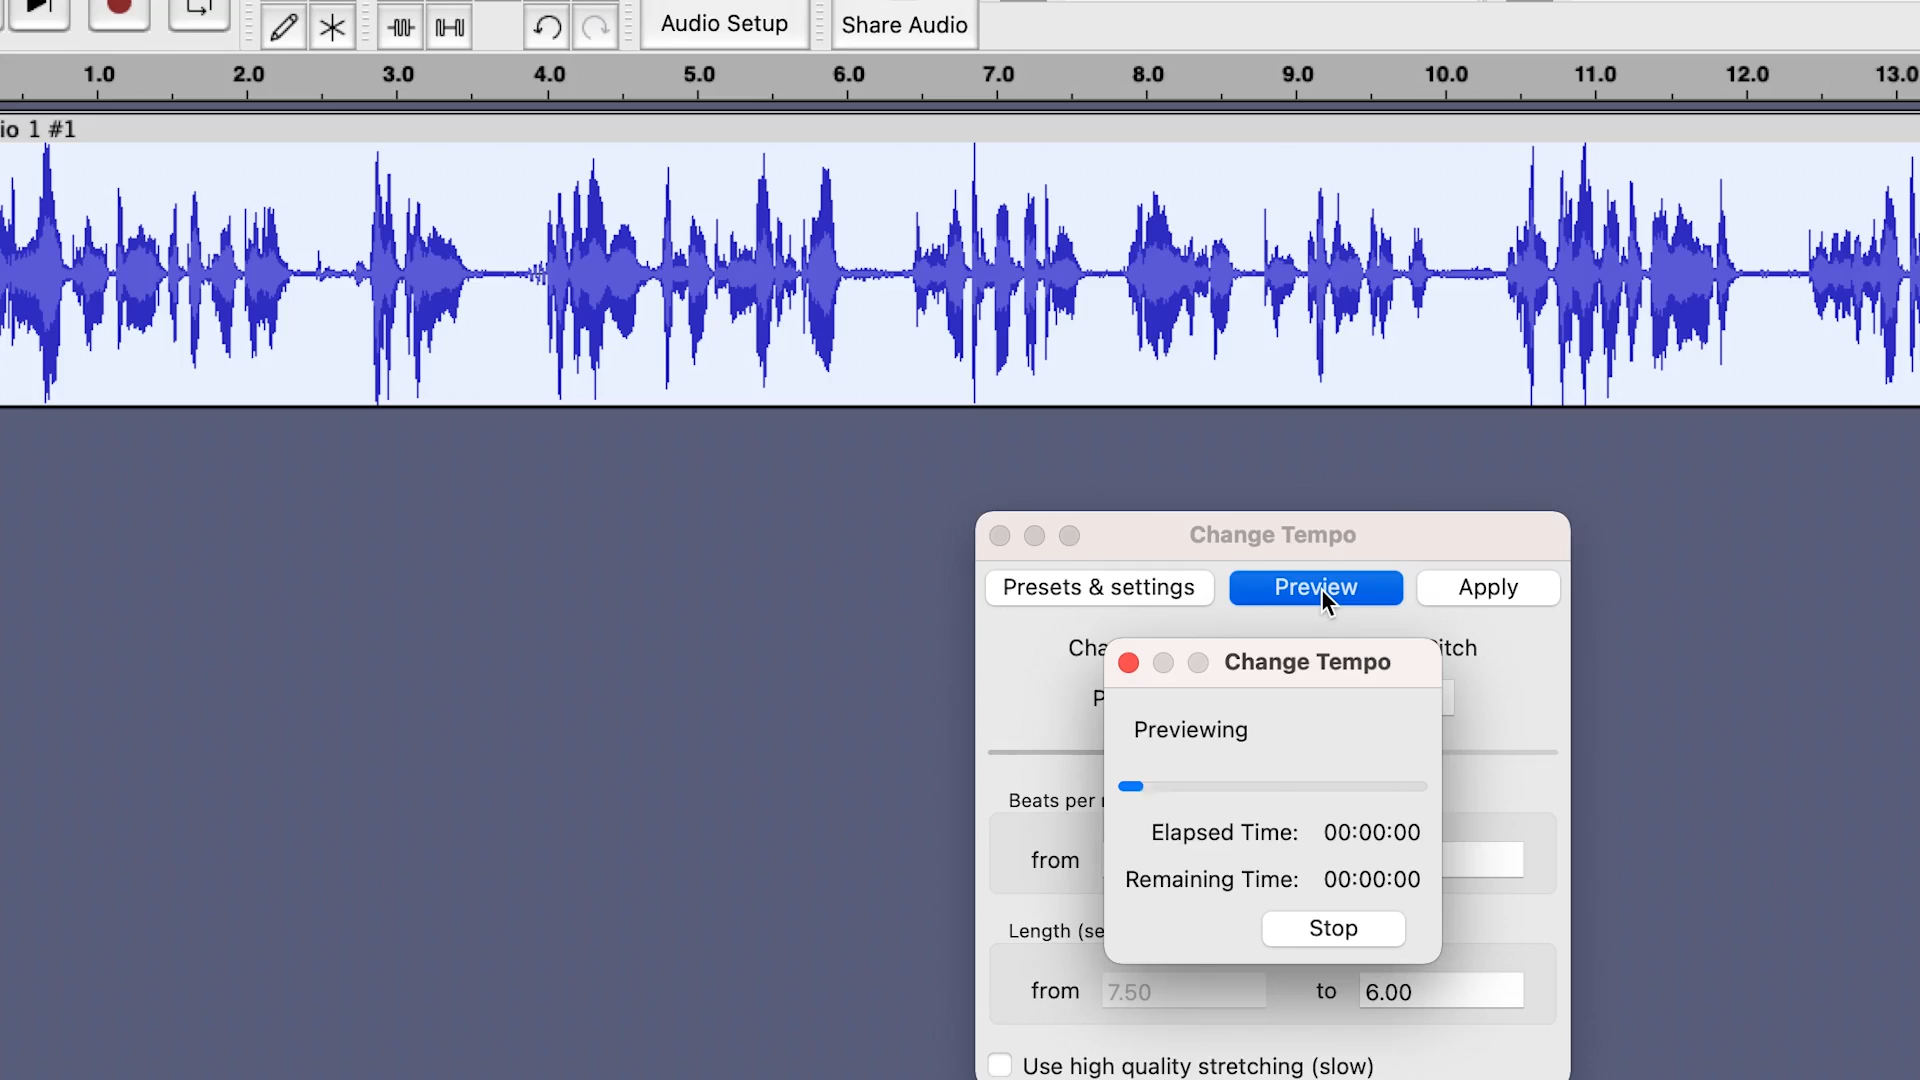 Audio Setup
Share Audio
1.0 2.0 3.0 4.0 5.0 6.0 7.0 8.0 9.0 10.0 11.0 12.0 13.0
io 1 #1
Change Tempo
Presets & settings Preview Apply
Cha itch
P
Change Tempo
Previewing
Beats per
Elapsed Time: 00:00:00
from
Remaining Time: 00:00:00
Stop
Length (se
from 7.50 to 6.00
Use high quality stretching (slow)